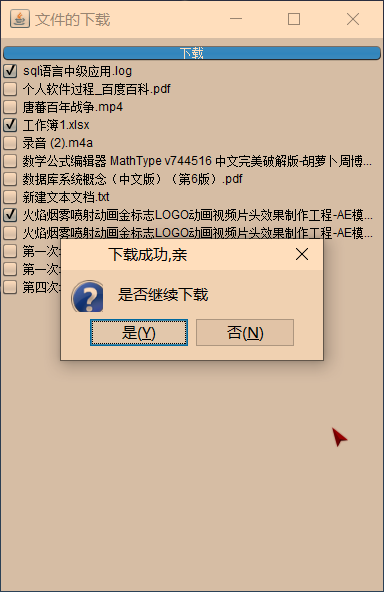 文件的下载
下载
sql语言中级应用.log
个人软件过程_百度百科.pdf
唐蕃百年战争.mp4
工作簿1.xlsx
录音 (2).m4a
数学公式编辑器 MathType v744516 中文完美破解版-胡萝卜周博...
数据库系统概念（中文版）（第6版）.pdf
新建文本文档.txt
火焰烟雾喷射动画金标志LOGO动画视频片头效果制作工程-AE模...
火焰烟雾喷射动画金标志LOGO动画视频片头效果制作工程-AE模...
第一次
第一次
第四次
下载成功,亲
是否继续下载
是(Y)
否(N)